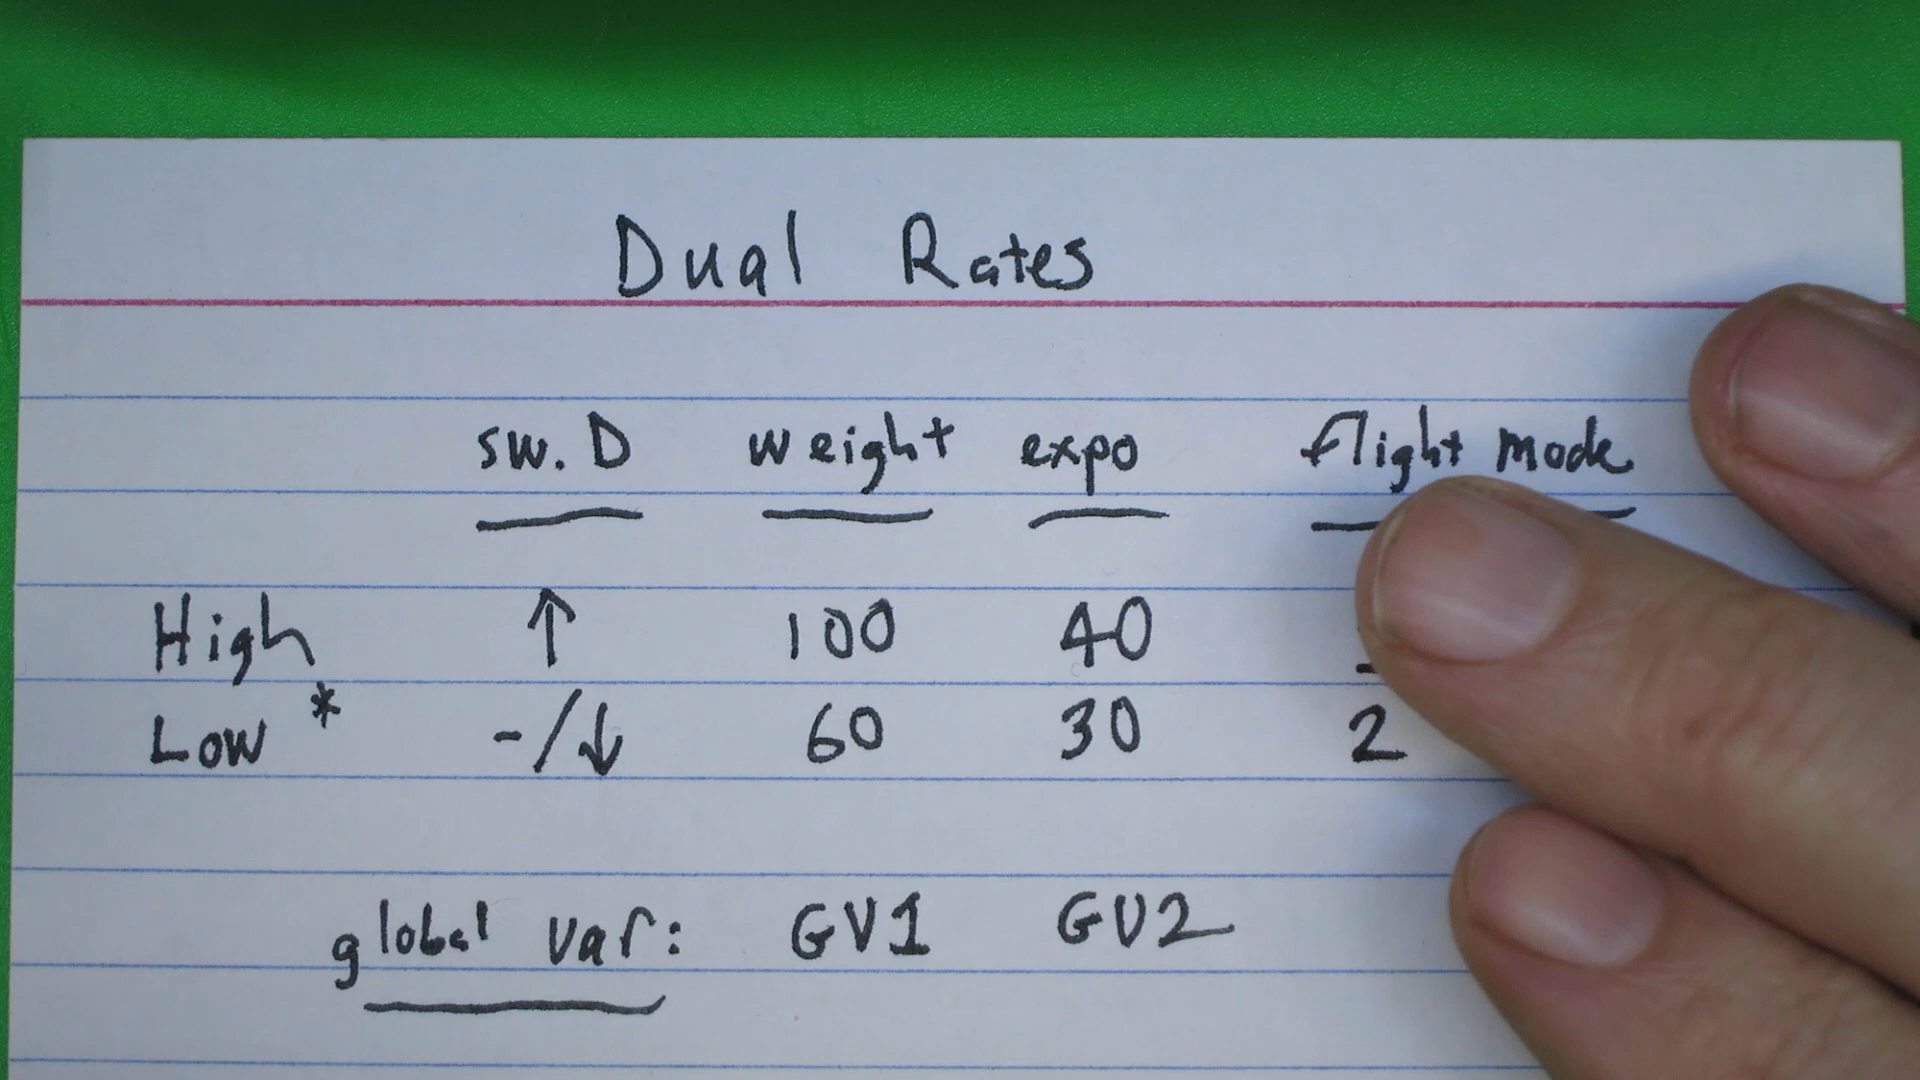 Dual Rates
sw. D weight expo flight mode
High ↑ 100 40
Low * -/↓ 60 30 2
global var: GV1 GV2